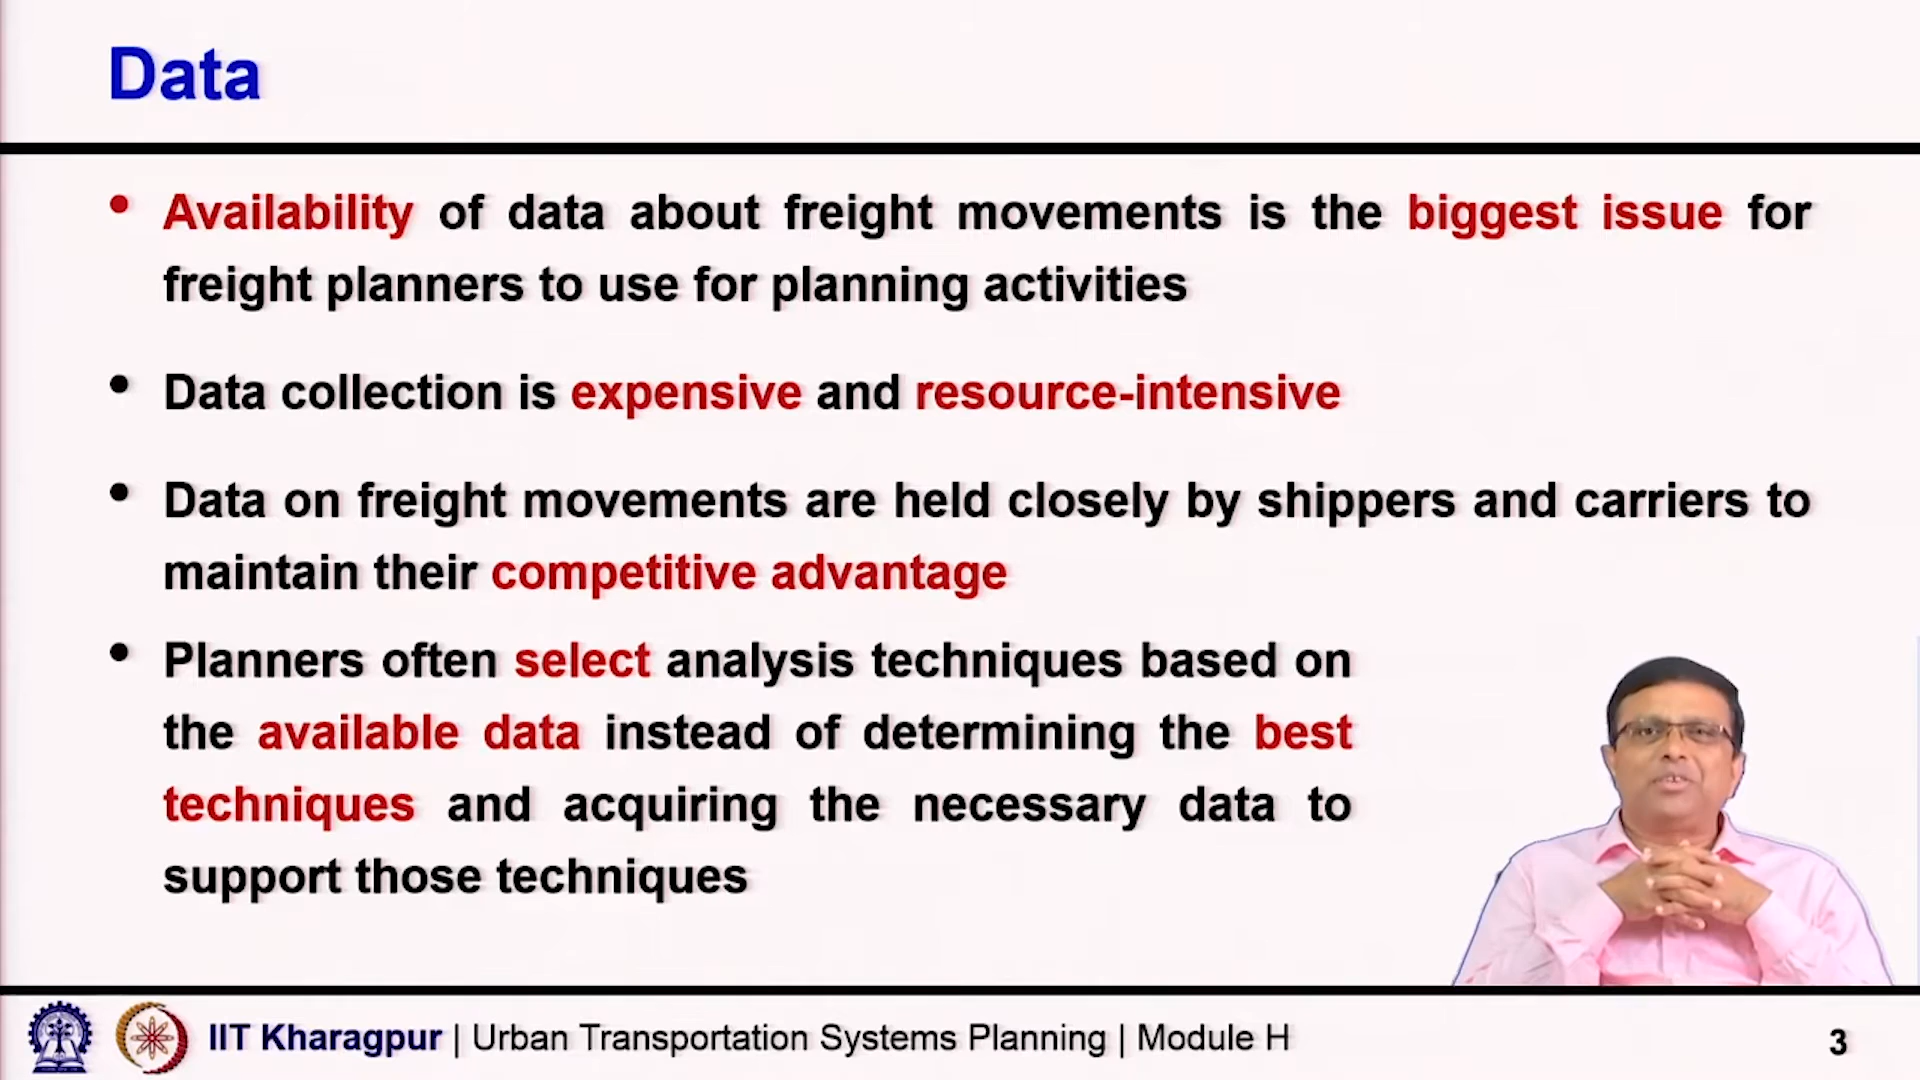 Data
• Availability of data about freight movements is the biggest issue for
freight planners to use for planning activities
• Data collection is expensive and resource-intensive
• Data on freight movements are held closely by shippers and carriers to
maintain their competitive advantage
• Planners often select analysis techniques based on
the available data instead of determining the best
techniques and acquiring the necessary data to
support those techniques
IIT Kharagpur | Urban Transportation Systems Planning | Module H
3